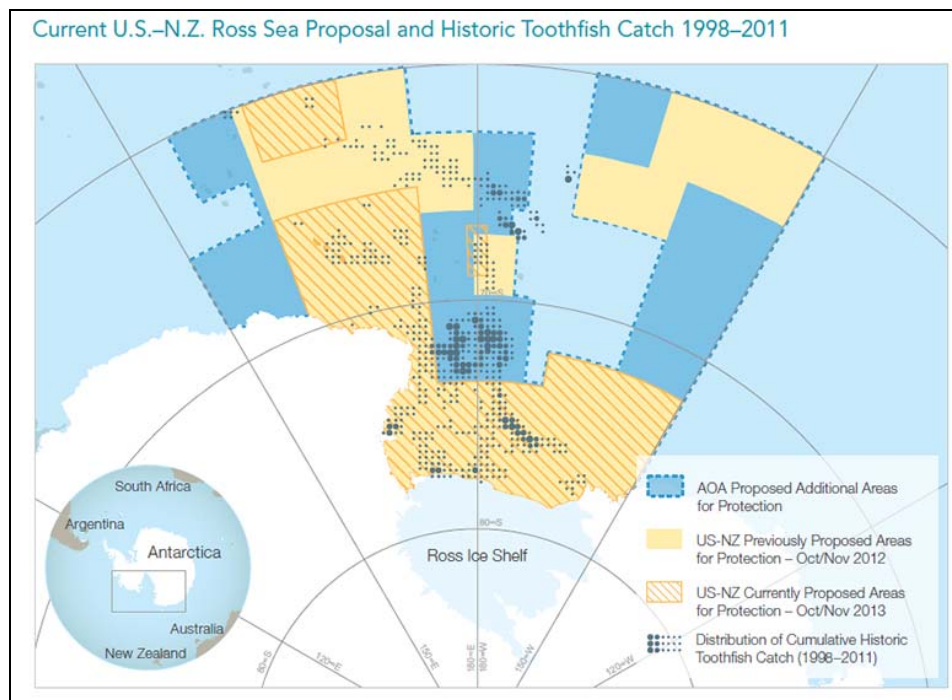 Current U.S.–N.Z. Ross Sea Proposal and Historic Toothfish Catch 1998–2011
70°S
South Africa
Argentina
Antarctica
Australia
New Zealand
80°S
Ross Ice Shelf
AOA Proposed Additional Areas
for Protection
US-NZ Previously Proposed Areas
for Protection – Oct/Nov 2012
US-NZ Currently Proposed Areas
for Protection – Oct/Nov 2013
Distribution of Cumulative Historic
Toothfish Catch (1998–2011)
60°S
120°E
150°E
180°E
180°W
150°W
120°W